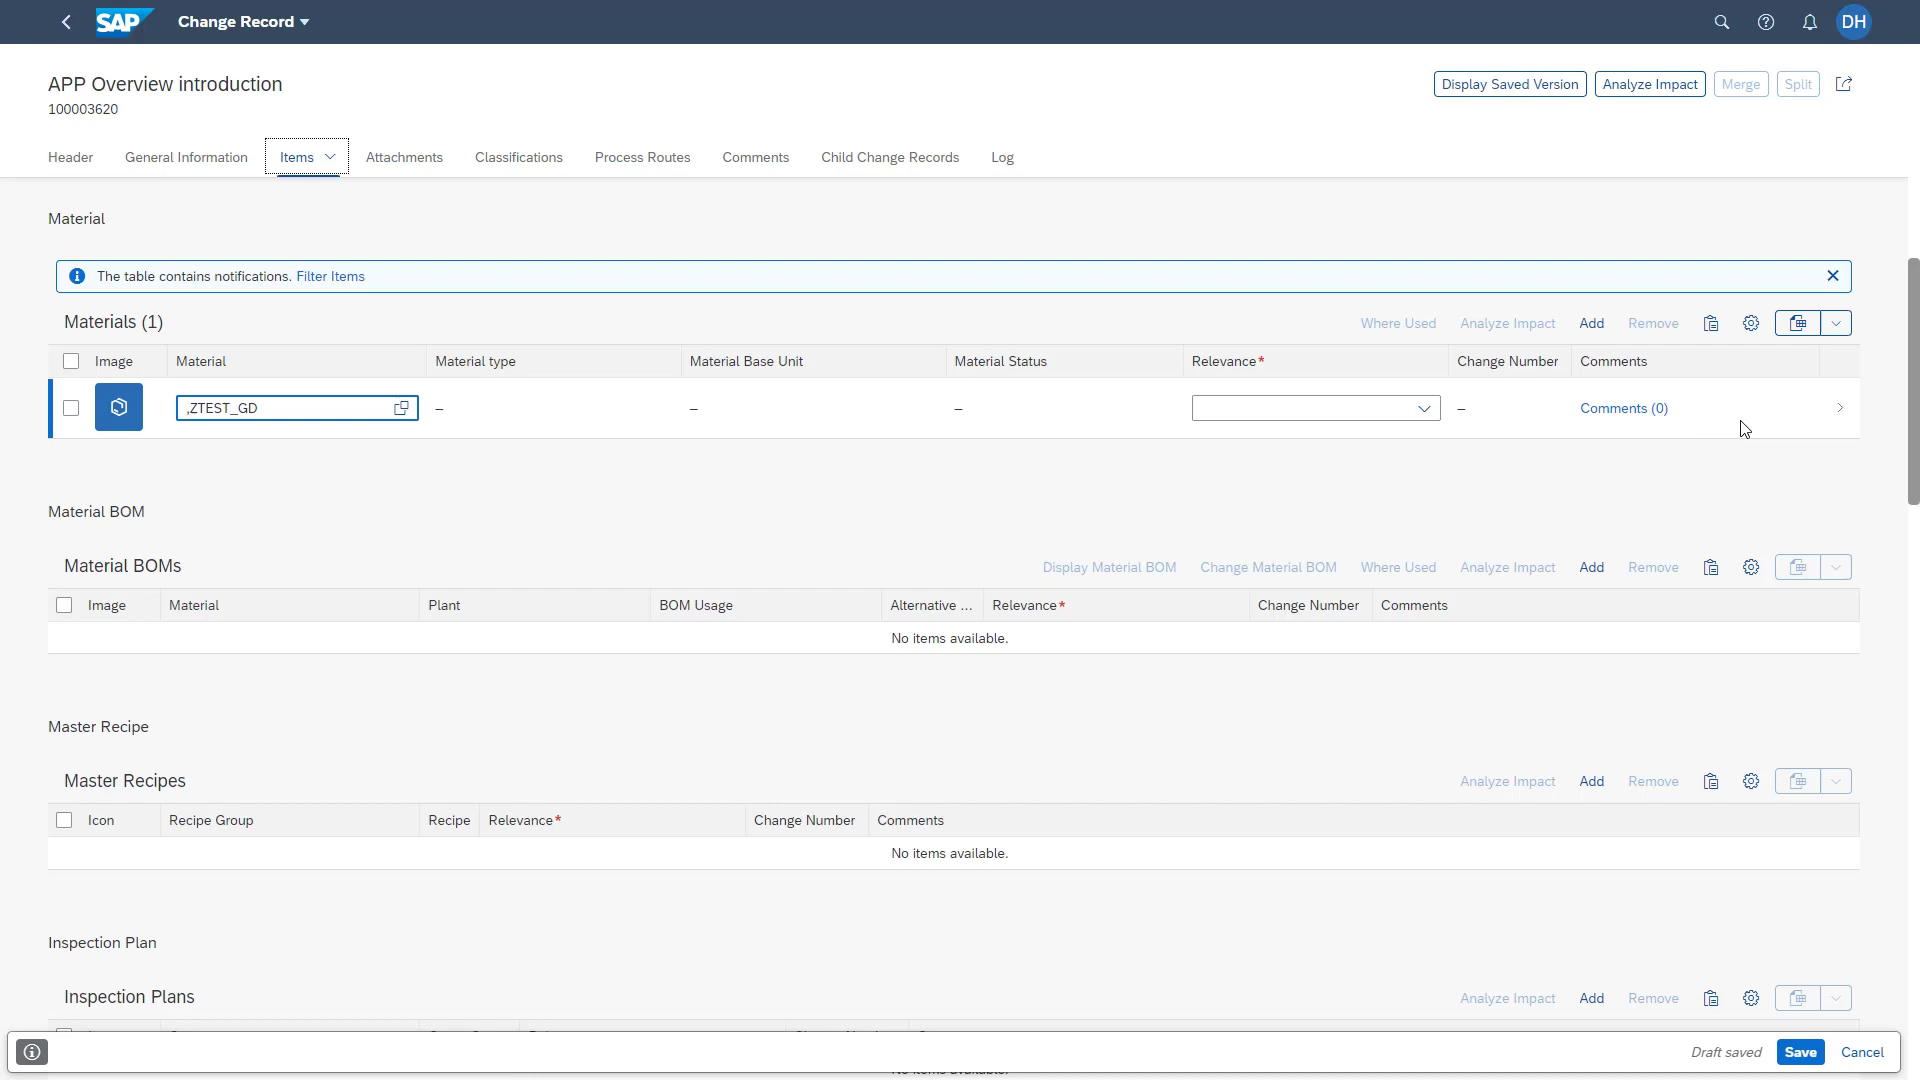 SAP Change Record DH
APP Overview introduction
100003620
Display Saved Version Analyze Impact Merge Split
Header General Information Items Attachments Classifications Process Routes Comments Child Change Records Log
Material
The table contains notifications. Filter Items
Materials (1) Where Used Analyze Impact Add Remove
Image Material Material type Material Base Unit Material Status Relevance* Change Number Comments
,ZTEST_GD – – – – Comments (0)
Material BOM
Material BOMs Display Material BOM Change Material BOM Where Used Analyze Impact Add Remove
Image Material Plant BOM Usage Alternative ... Relevance* Change Number Comments
No items available.
Master Recipe
Master Recipes Analyze Impact Add Remove
Icon Recipe Group Recipe Relevance* Change Number Comments
No items available.
Inspection Plan
Inspection Plans Analyze Impact Add Remove
Draft saved Save Cancel